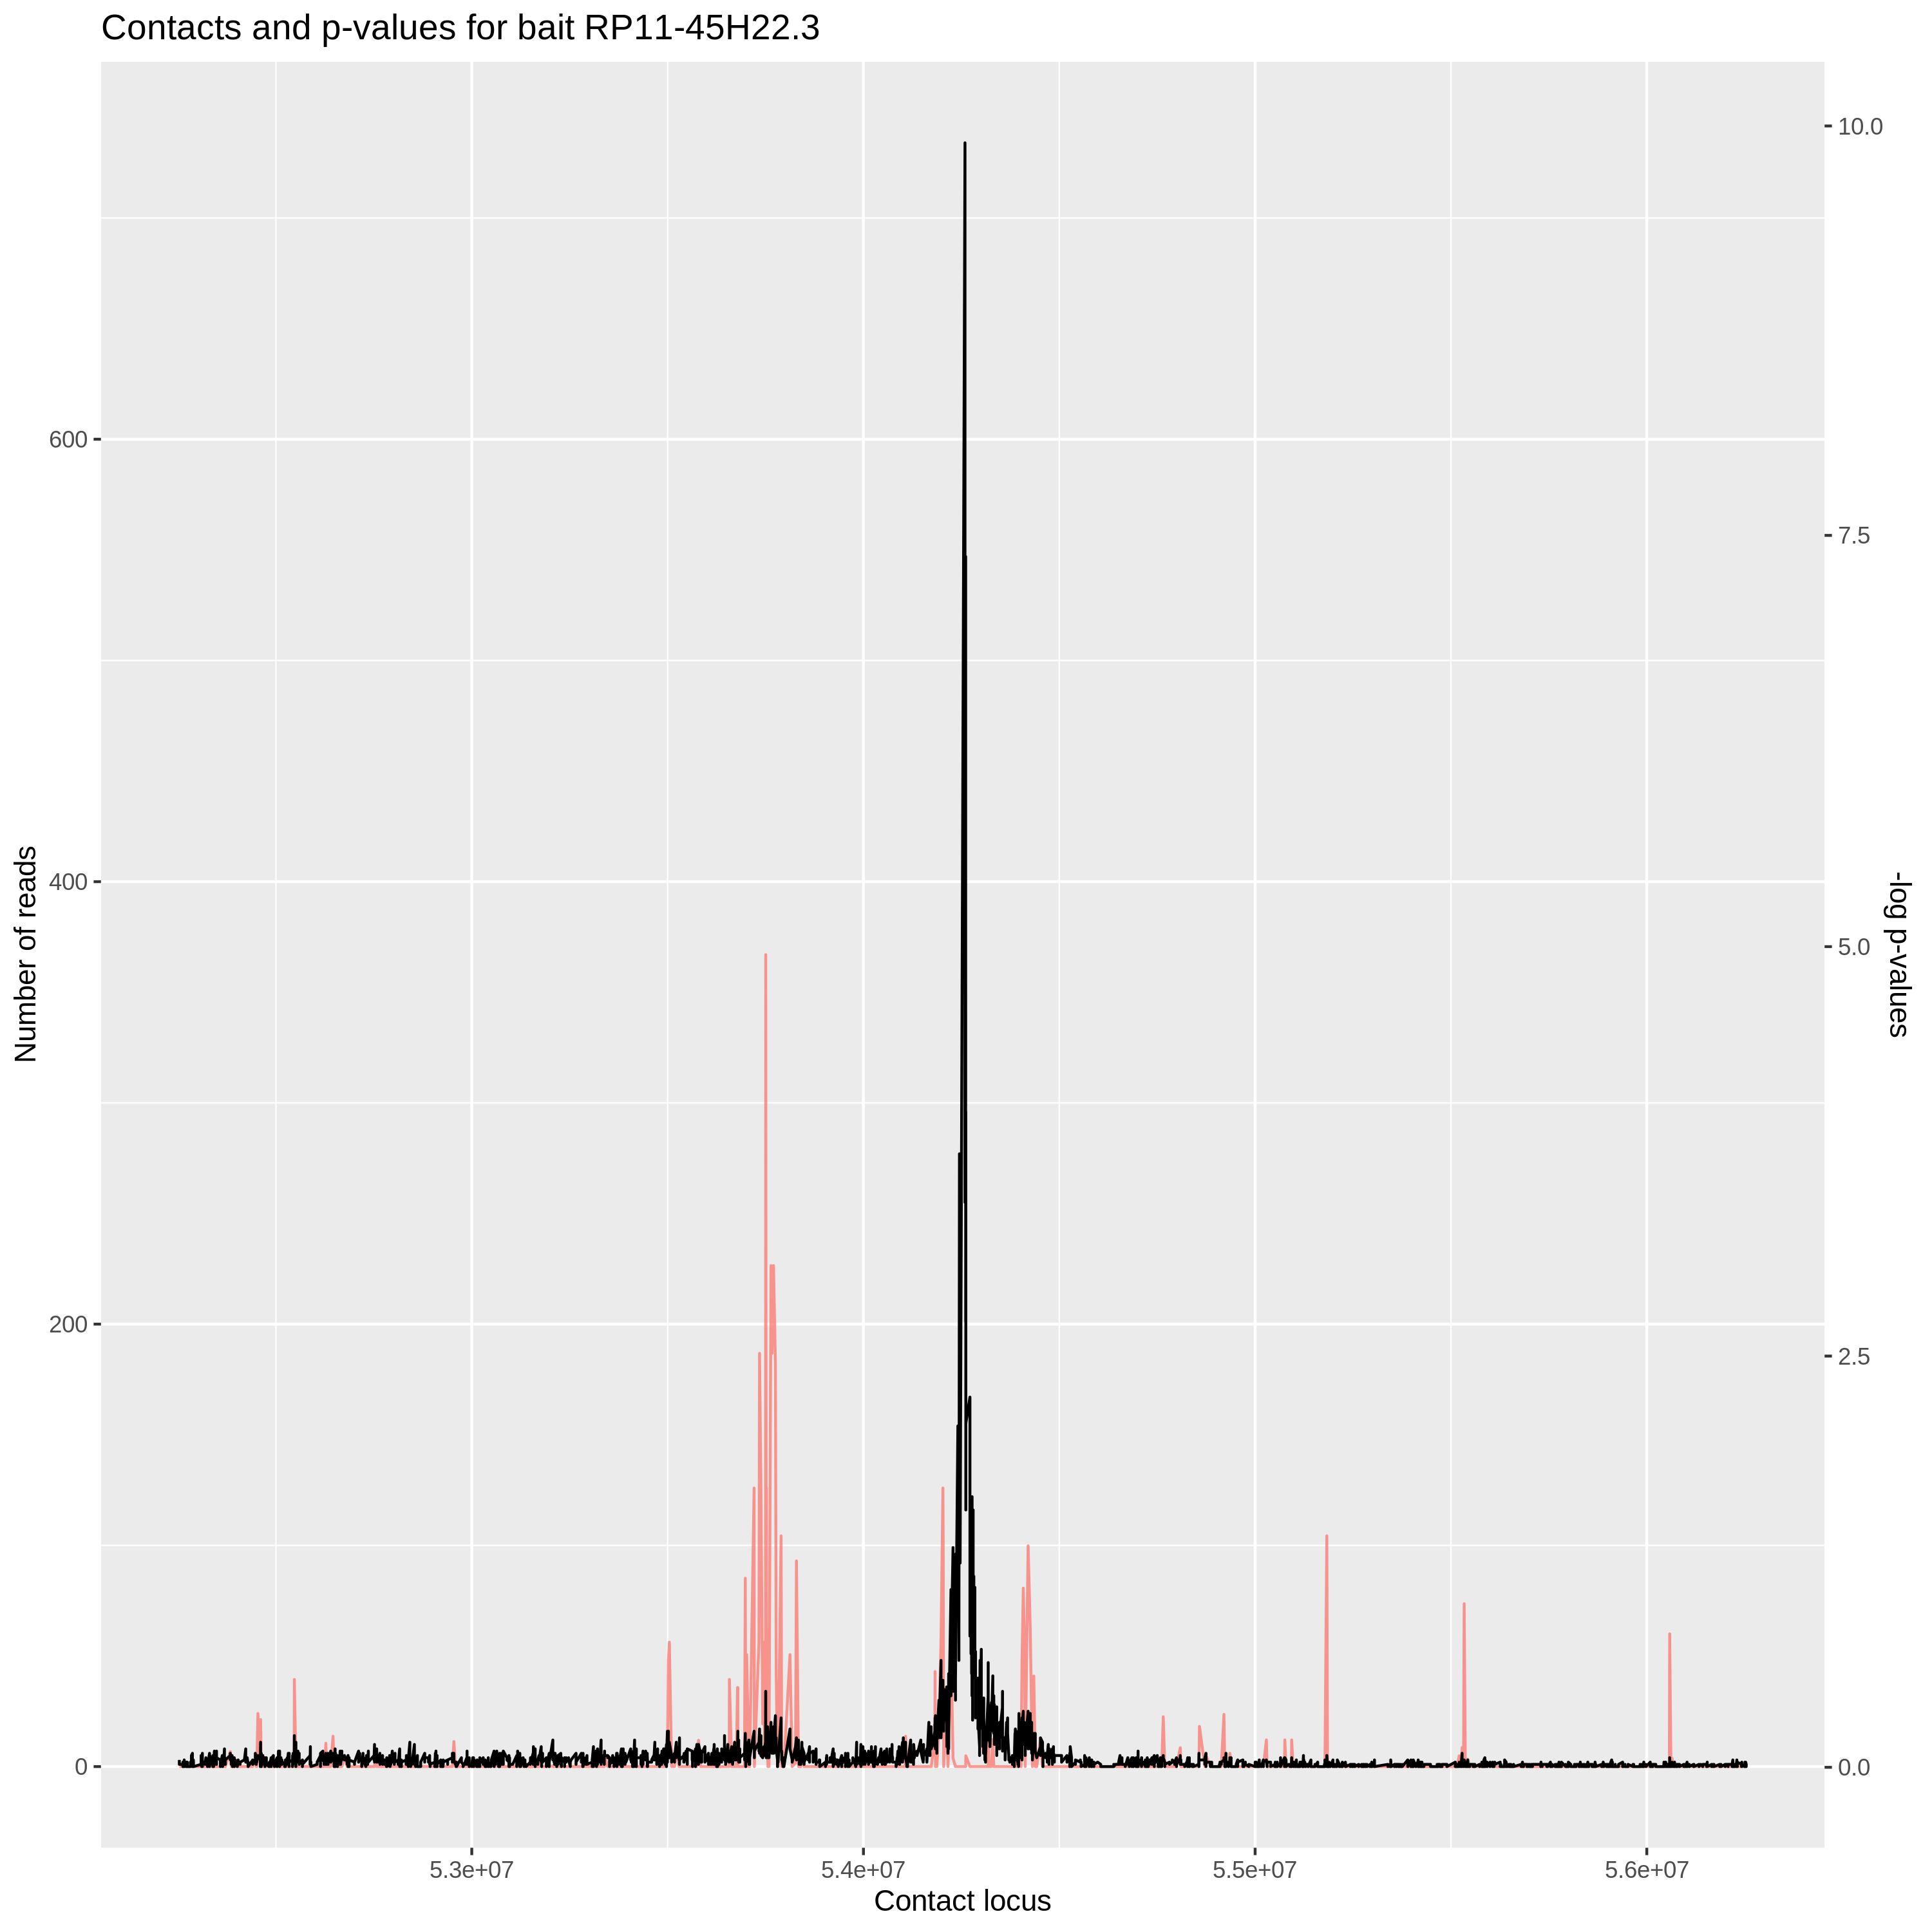 Contacts and p-values for bait RP11-45H22.3
Number of reads
600
400
200
0
10.0
7.5
5.0
2.5
0.0
-log p-values
5.3e+07
5.4e+07
5.5e+07
5.6e+07
Contact locus